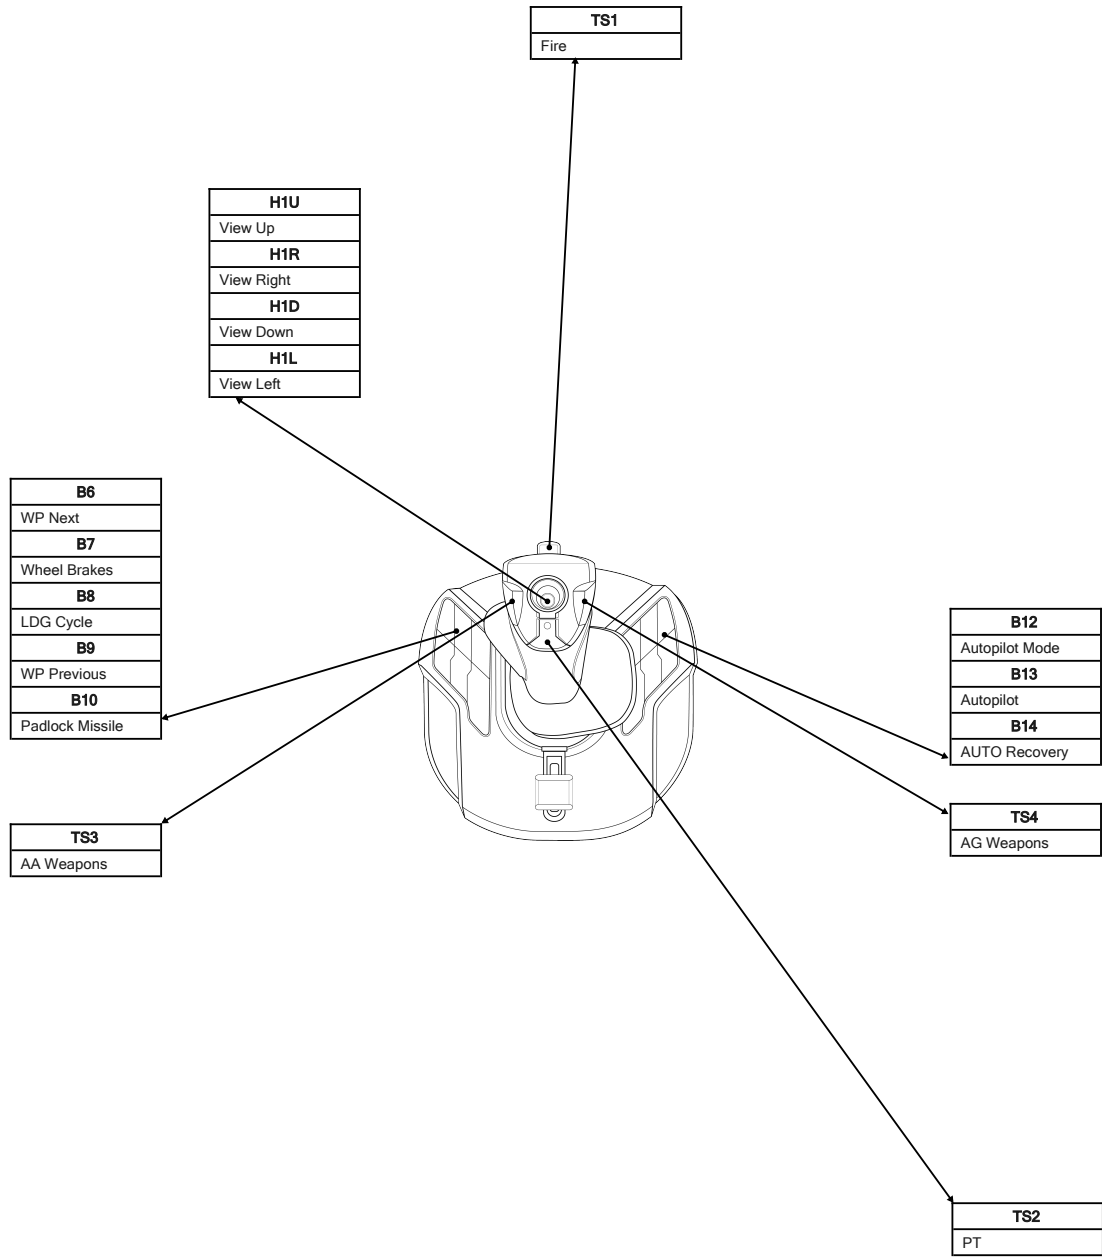 TS1
Fire
H1U
View Up
H1R
View Right
H1D
View Down
H1L
View Left
B6
WP Next
B7
Wheel Brakes
B8
LDG Cycle
B9
WP Previous
B10
Padlock Missile
B12
Autopilot Mode
B13
Autopilot
B14
AUTO Recovery
TS3
AA Weapons
TS4
AG Weapons
TS2
PT